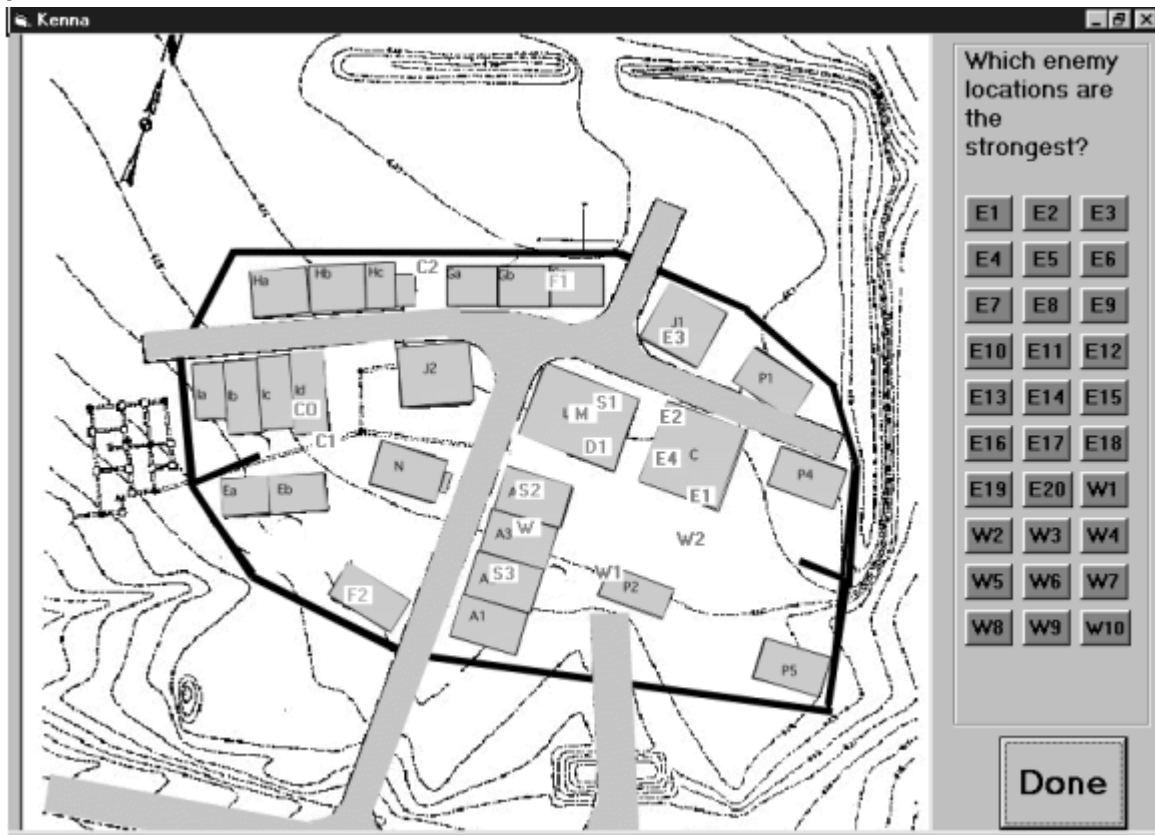 Kenna
Which enemy
locations are
the
strongest?
E1 E2 E3
E4 E5 E6
E7 E8 E9
E10 E11 E12
E13 E14 E15
E16 E17 E18
E19 E20 W1
W2 W3 W4
W5 W6 W7
W8 W9 W10
Done
Ha Hb Hc C2 Ga Gb F1
J1
E3
Ia Ib Ic Id J2 P1
C0 M S1 E2
C1 D1 E4 C
N P4
Ea Eb S2 E1
A3 W W2
S3 W1 P2
F2
A1
P5